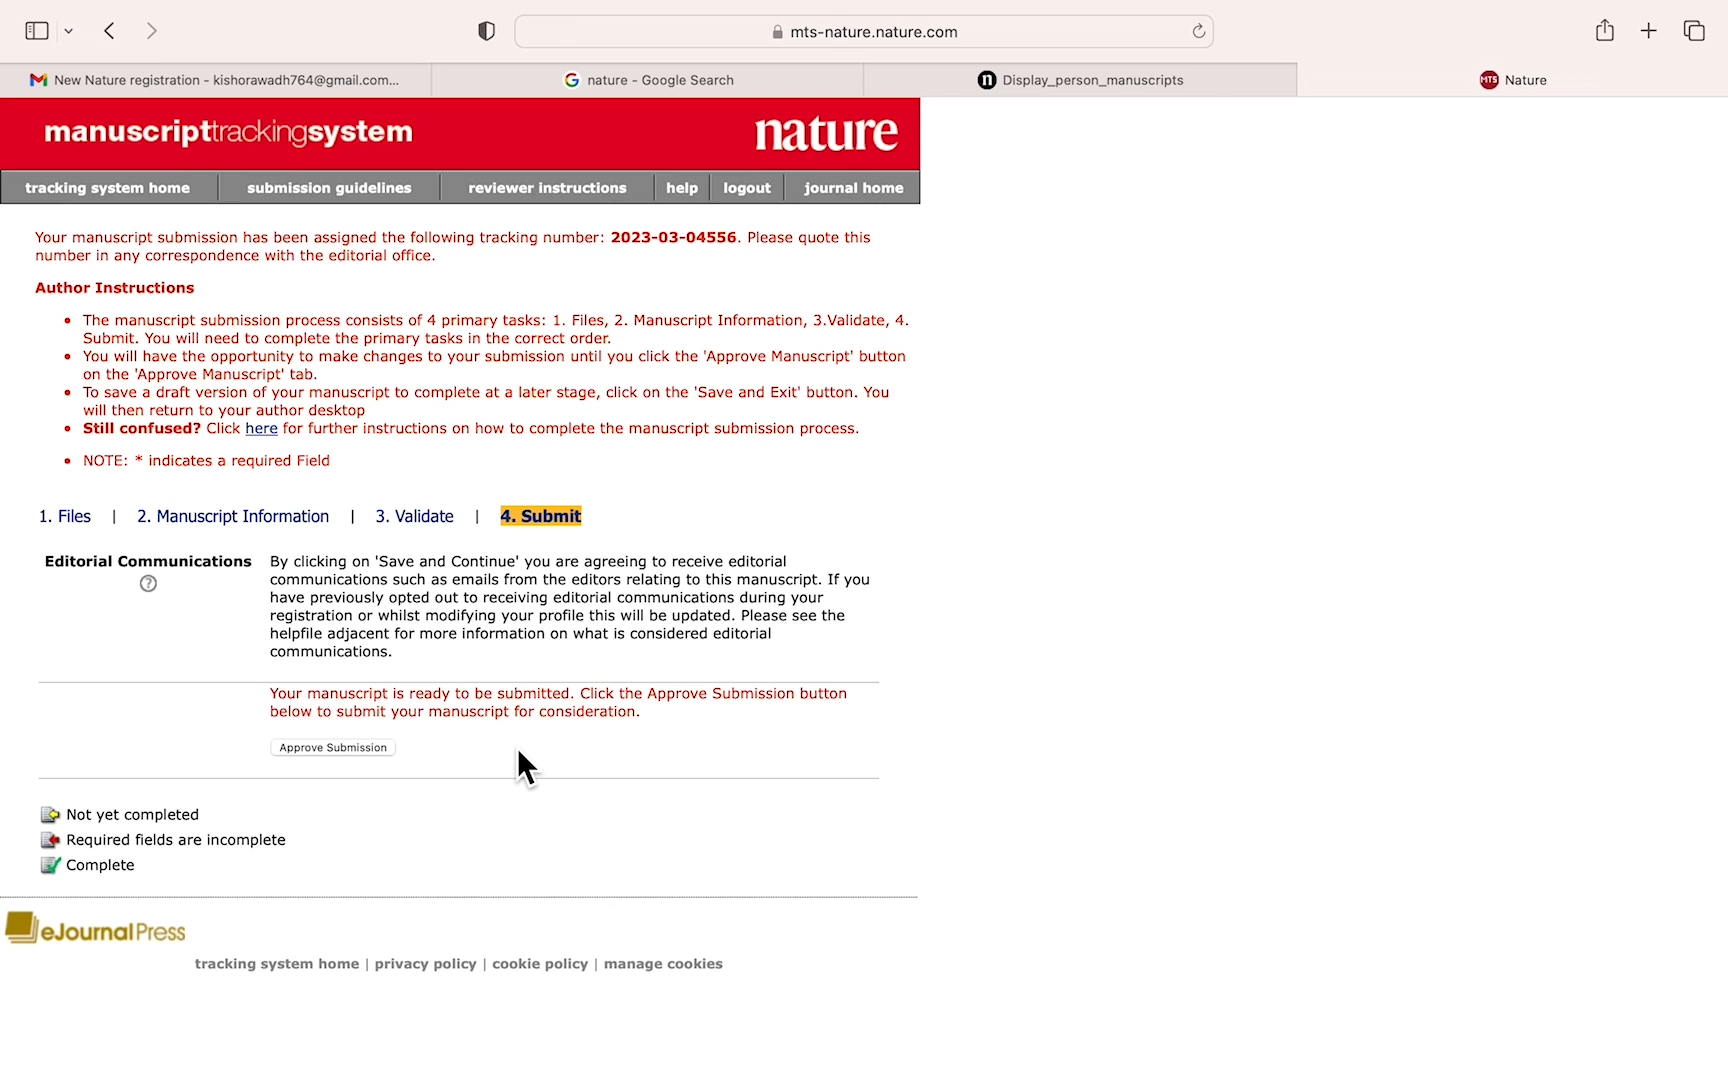 mts-nature.nature.com
New Nature registration - kishorawadh764@gmail.com...
nature - Google Search
Display_person_manuscripts
MTS Nature
manuscripttrackingsystem
nature
tracking system home
submission guidelines
reviewer instructions
help
logout
journal home
Your manuscript submission has been assigned the following tracking number: 2023-03-04556. Please quote this
number in any correspondence with the editorial office.
Author Instructions
• The manuscript submission process consists of 4 primary tasks: 1. Files, 2. Manuscript Information, 3.Validate, 4.
Submit. You will need to complete the primary tasks in the correct order.
• You will have the opportunity to make changes to your submission until you click the 'Approve Manuscript' button
on the 'Approve Manuscript' tab.
• To save a draft version of your manuscript to complete at a later stage, click on the 'Save and Exit' button. You
will then return to your author desktop
• Still confused? Click here for further instructions on how to complete the manuscript submission process.
• NOTE: * indicates a required Field
1. Files | 2. Manuscript Information | 3. Validate | 4. Submit
Editorial Communications
?
By clicking on 'Save and Continue' you are agreeing to receive editorial
communications such as emails from the editors relating to this manuscript. If you
have previously opted out to receiving editorial communications during your
registration or whilst modifying your profile this will be updated. Please see the
helpfile adjacent for more information on what is considered editorial
communications.
Your manuscript is ready to be submitted. Click the Approve Submission button
below to submit your manuscript for consideration.
Approve Submission
Not yet completed
Required fields are incomplete
Complete
eJournalPress
tracking system home | privacy policy | cookie policy | manage cookies